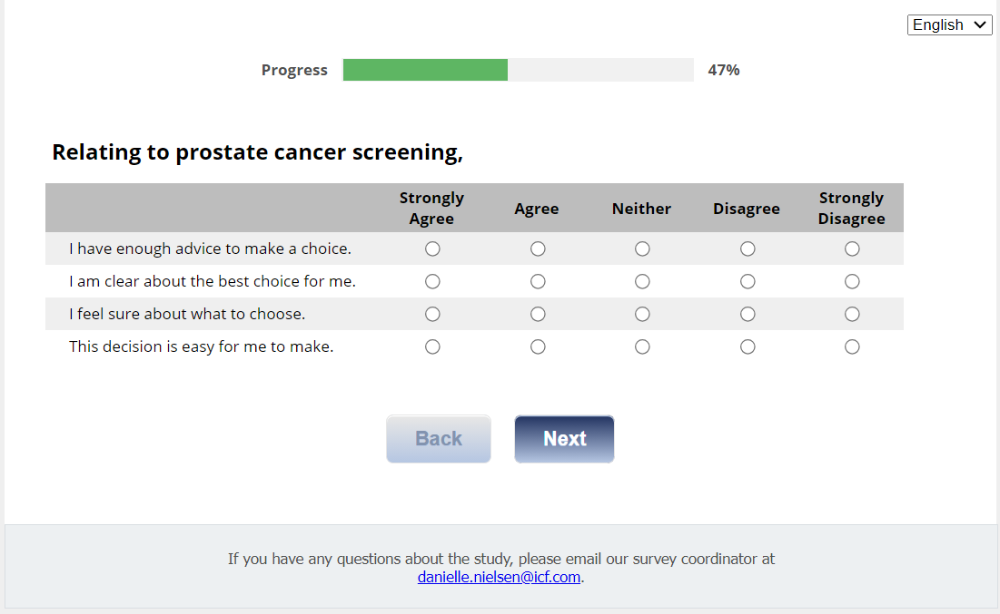 English
Progress 47%
Relating to prostate cancer screening,
Strongly Agree Agree Neither Disagree Strongly Disagree
I have enough advice to make a choice.
I am clear about the best choice for me.
I feel sure about what to choose.
This decision is easy for me to make.
Back Next
If you have any questions about the study, please email our survey coordinator at
danielle.nielsen@icf.com.